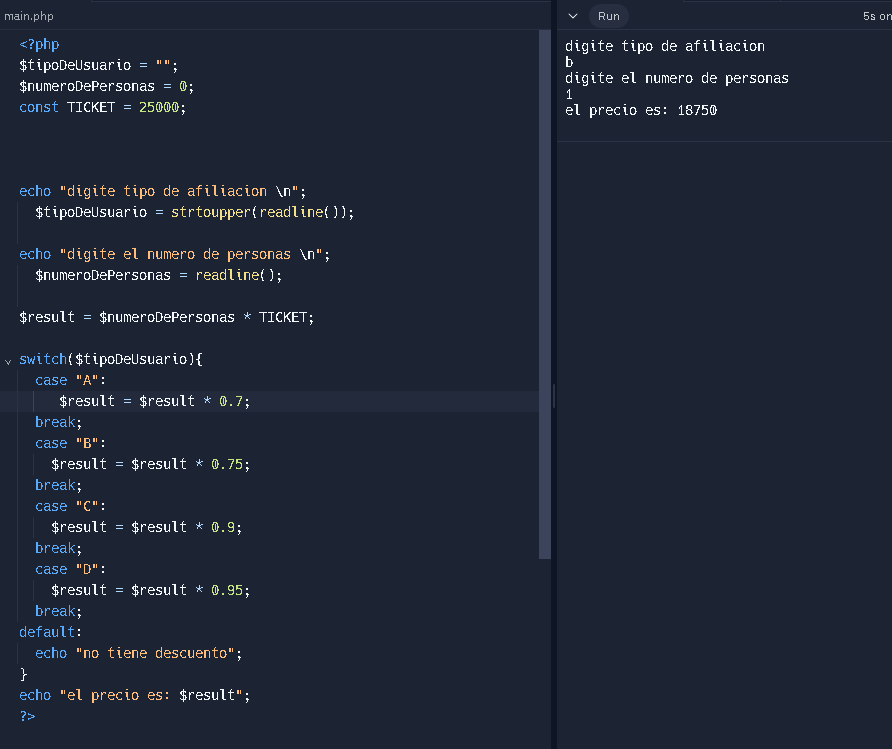 main.php
<?php
$tipoDeUsuario = "";
$numeroDePersonas = 0;
const TICKET = 25000;
echo "digite tipo de afiliacion \n";
$tipoDeUsuario = strtoupper(readline());
echo "digite el numero de personas \n";
$numeroDePersonas = readline();
$result = $numeroDePersonas * TICKET;
switch($tipoDeUsuario){
case "A":
$result = $result * 0.7;
break;
case "B":
$result = $result * 0.75;
break;
case "C":
$result = $result * 0.9;
break;
case "D":
$result = $result * 0.95;
break;
default:
echo "no tiene descuento";
}
echo "el precio es: $result";
?>
Run
5s on
digite tipo de afiliacion
b
digite el numero de personas
1
el precio es: 18750